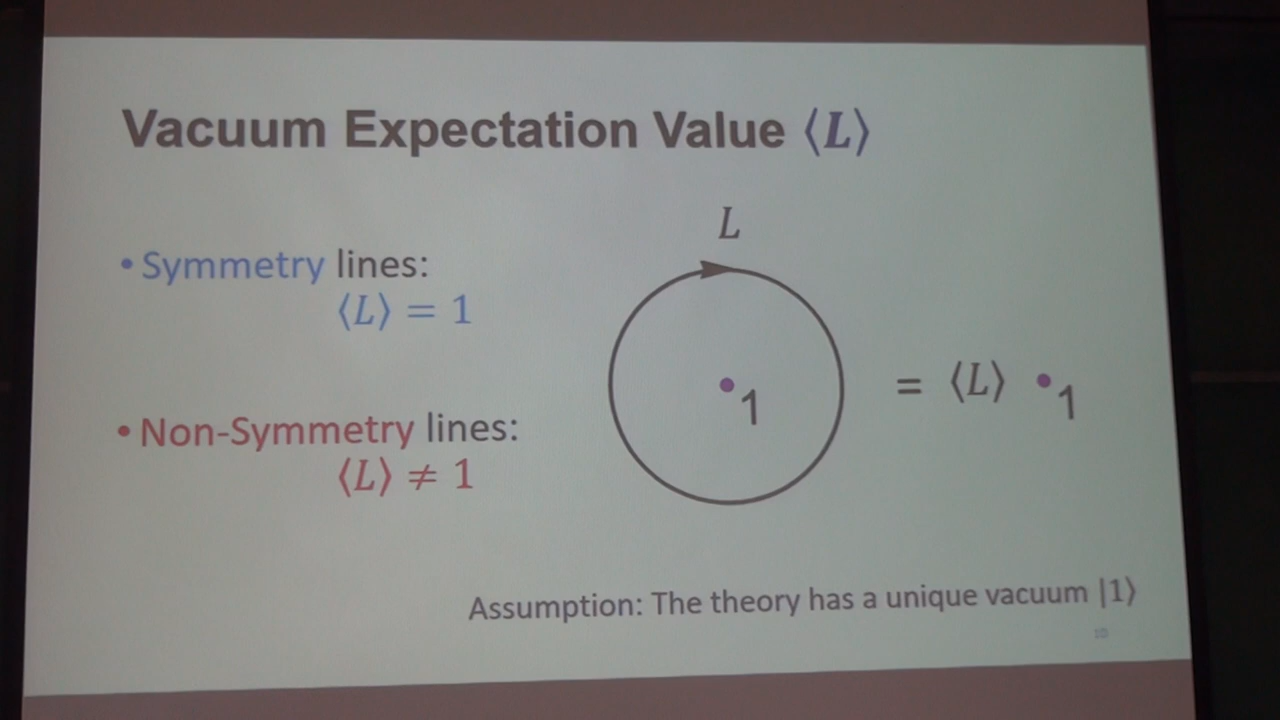 Vacuum Expectation Value ⟨L⟩
• Symmetry lines:
⟨L⟩ = 1
• Non-Symmetry lines:
⟨L⟩ ≠ 1
L
1
= ⟨L⟩ • 1
Assumption: The theory has a unique vacuum |1⟩